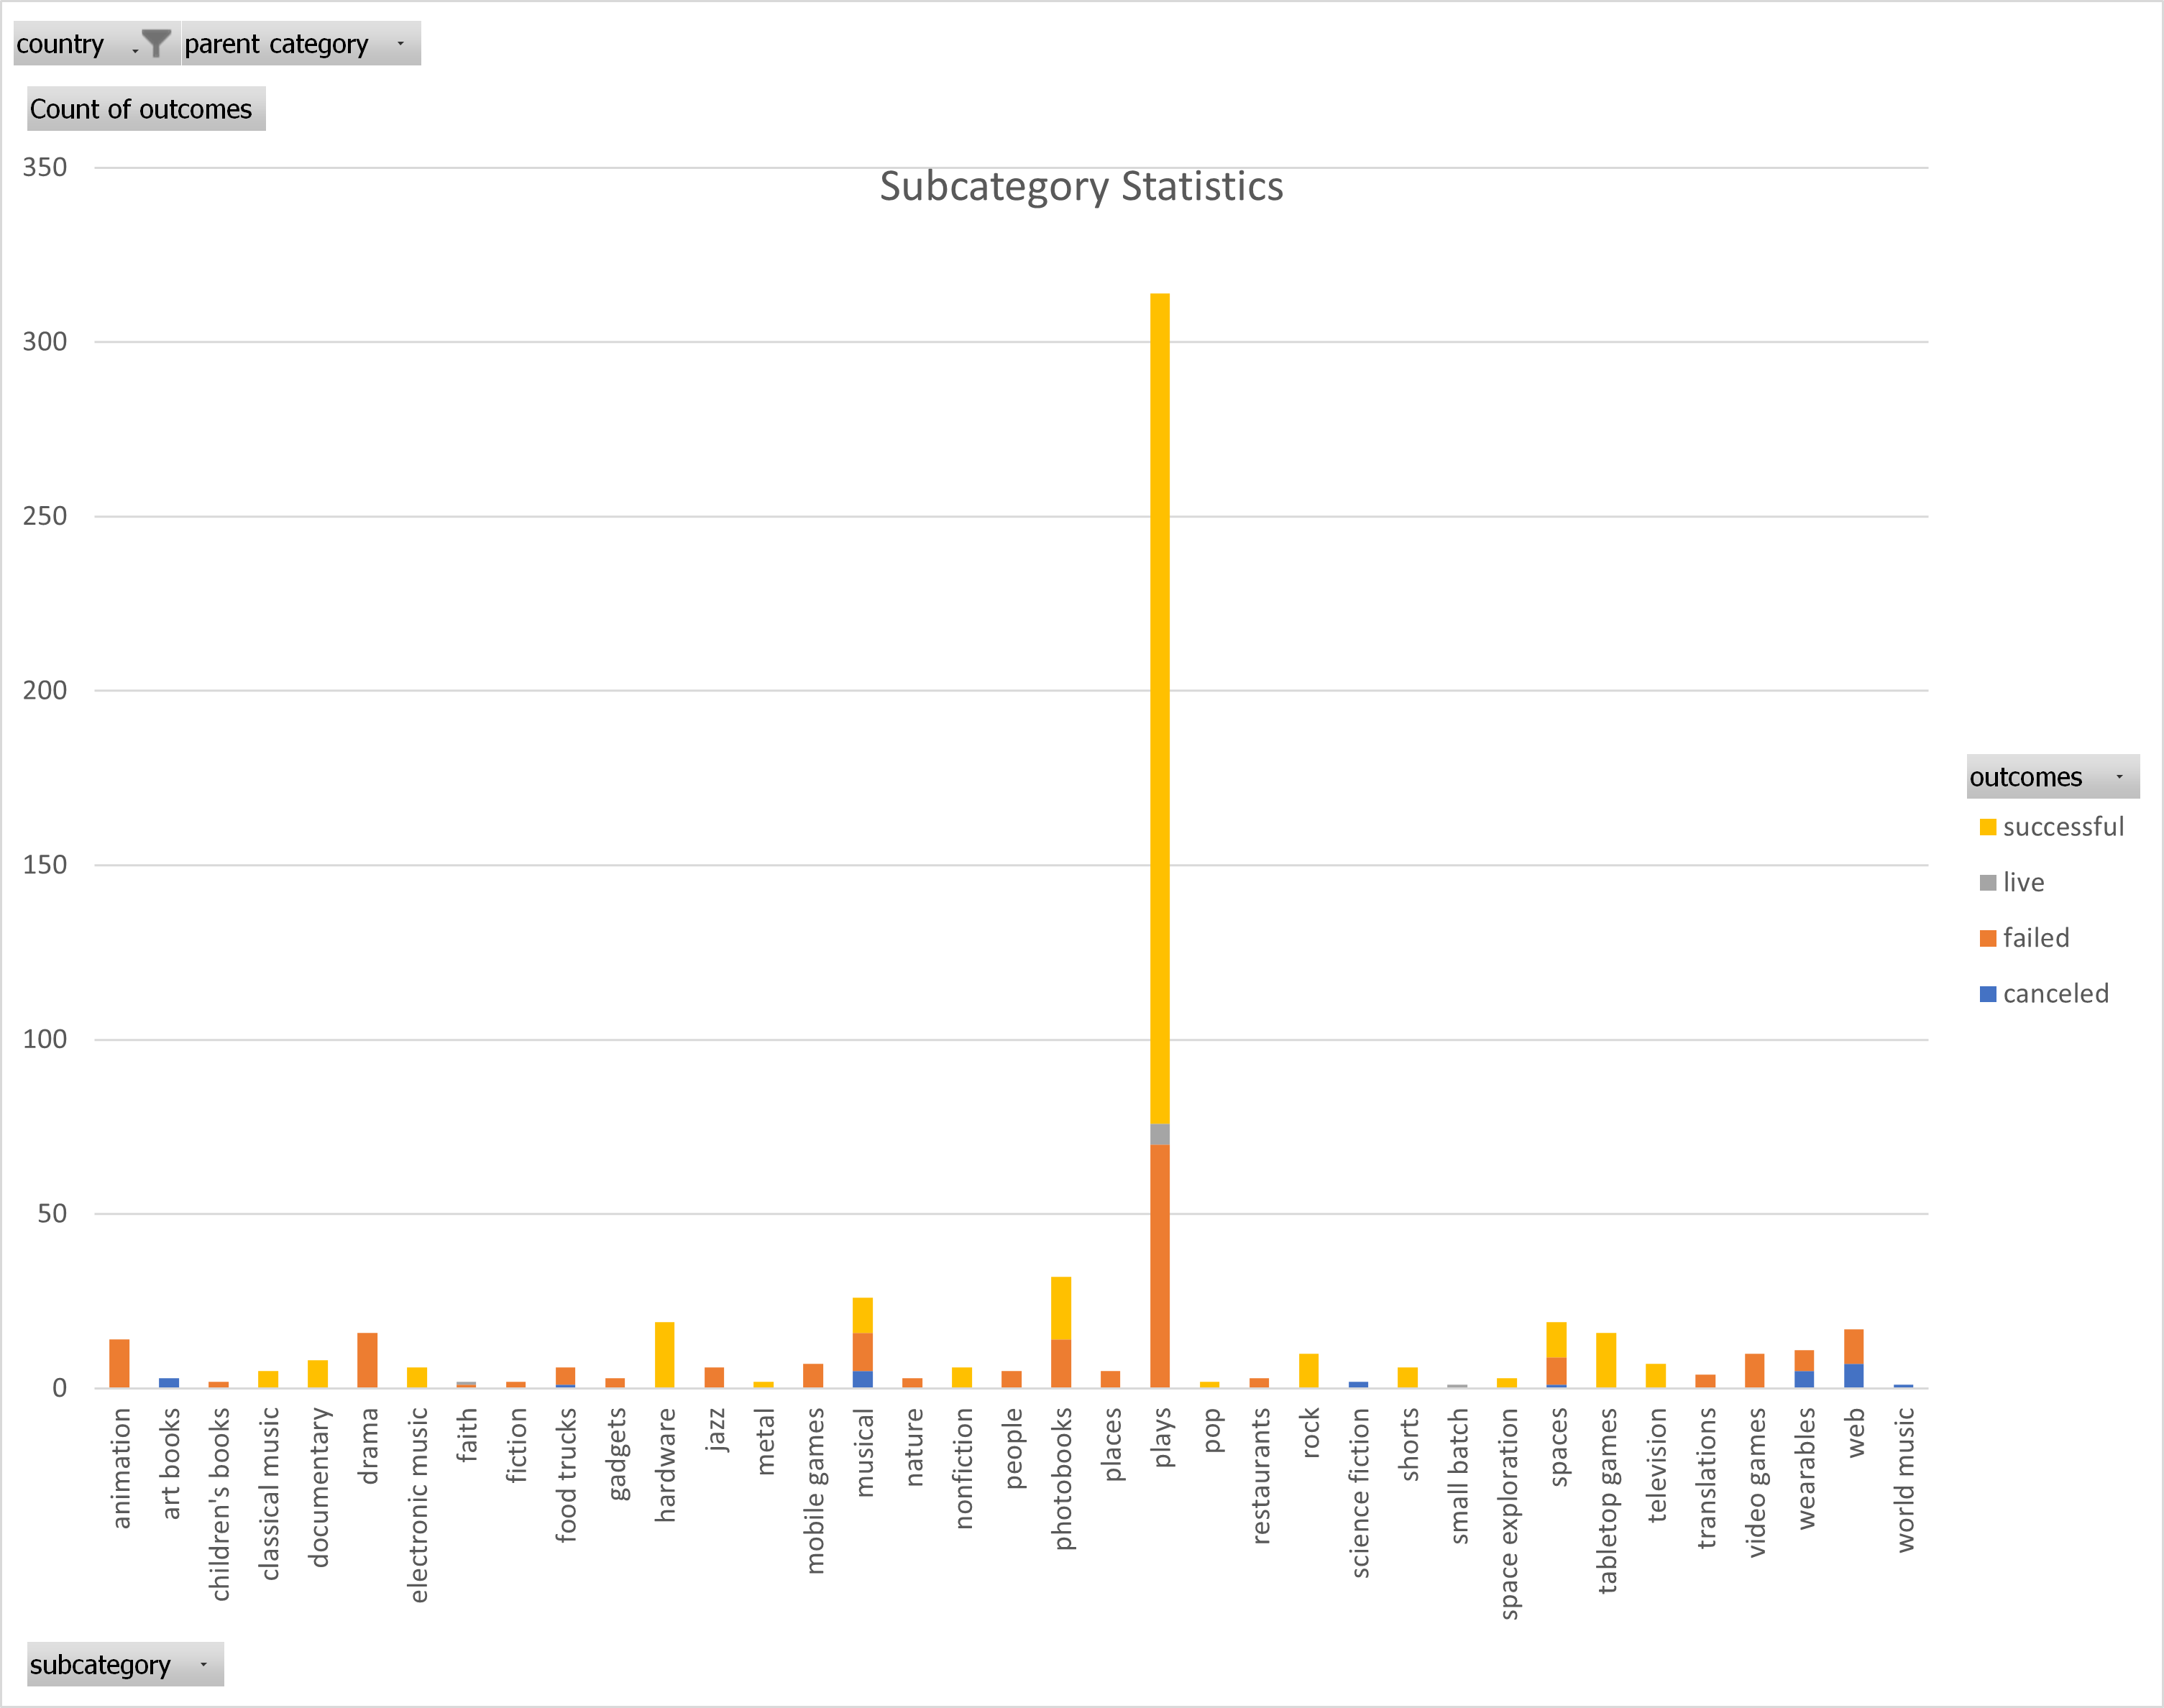 country parent category
Count of outcomes
Subcategory Statistics
350
300
250
200
150
100
50
0
outcomes
successful
live
failed
canceled
animation
art books
children's books
classical music
documentary
drama
electronic music
faith
fiction
food trucks
gadgets
hardware
jazz
metal
mobile games
musical
nature
nonfiction
people
photobooks
places
plays
pop
restaurants
rock
science fiction
shorts
small batch
space exploration
spaces
tabletop games
television
translations
video games
wearables
web
world music
subcategory